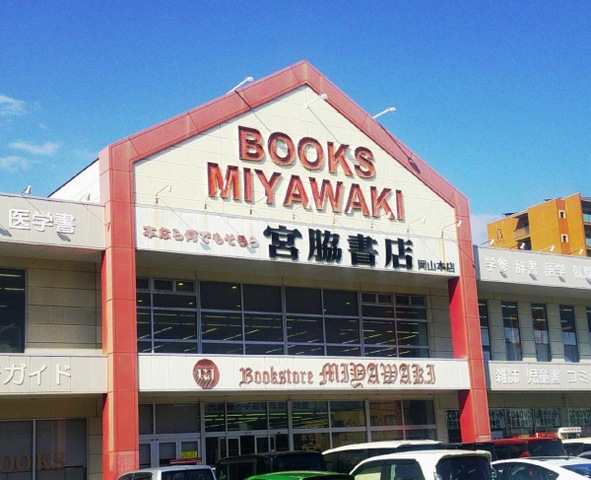 BOOKS
MIYAWAKI
本なら何でもそろう 宮脇書店 岡山本店
医学書
学参 辞書 語学
ガイド
Bookstore MIYAWAKI
雑誌 児童書 コミ
BOOKS